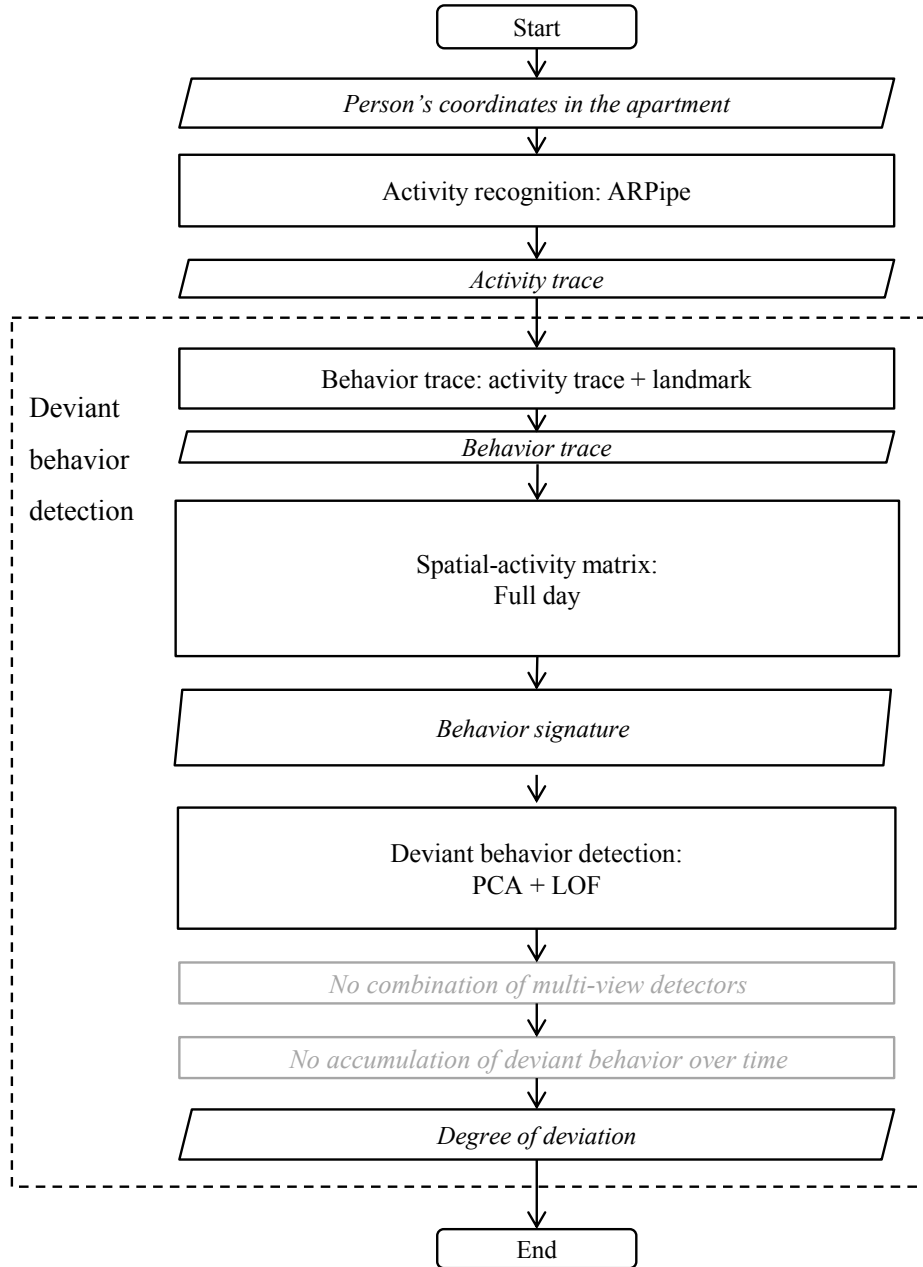 Start
Person’s coordinates in the apartment
Activity recognition: ARPipe
Activity trace
Deviant
behavior
detection
Behavior trace: activity trace + landmark
Behavior trace
Spatial-activity matrix:
Full day
Behavior signature
Deviant behavior detection:
PCA + LOF
No combination of multi-view detectors
No accumulation of deviant behavior over time
Degree of deviation
End